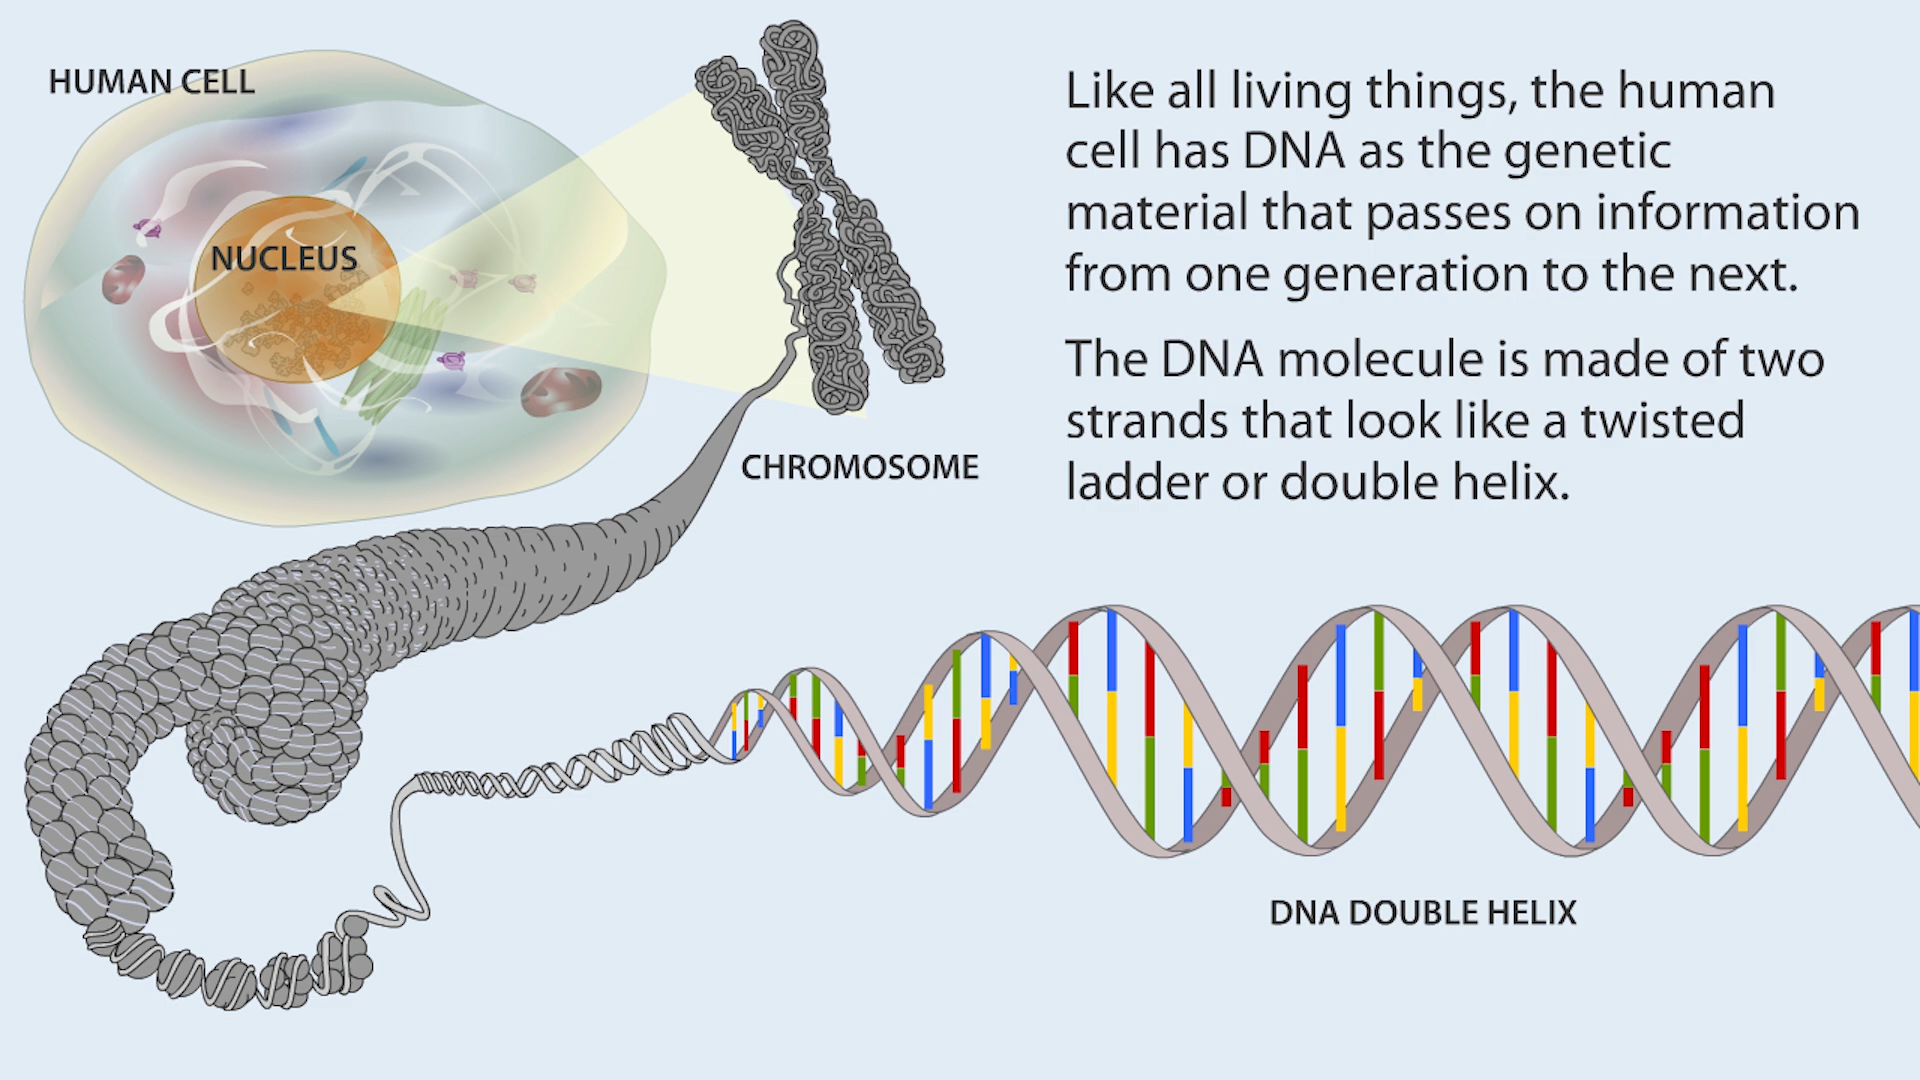 HUMAN CELL
NUCLEUS
CHROMOSOME
Like all living things, the human
cell has DNA as the genetic
material that passes on information
from one generation to the next.
The DNA molecule is made of two
strands that look like a twisted
ladder or double helix.
DNA DOUBLE HELIX